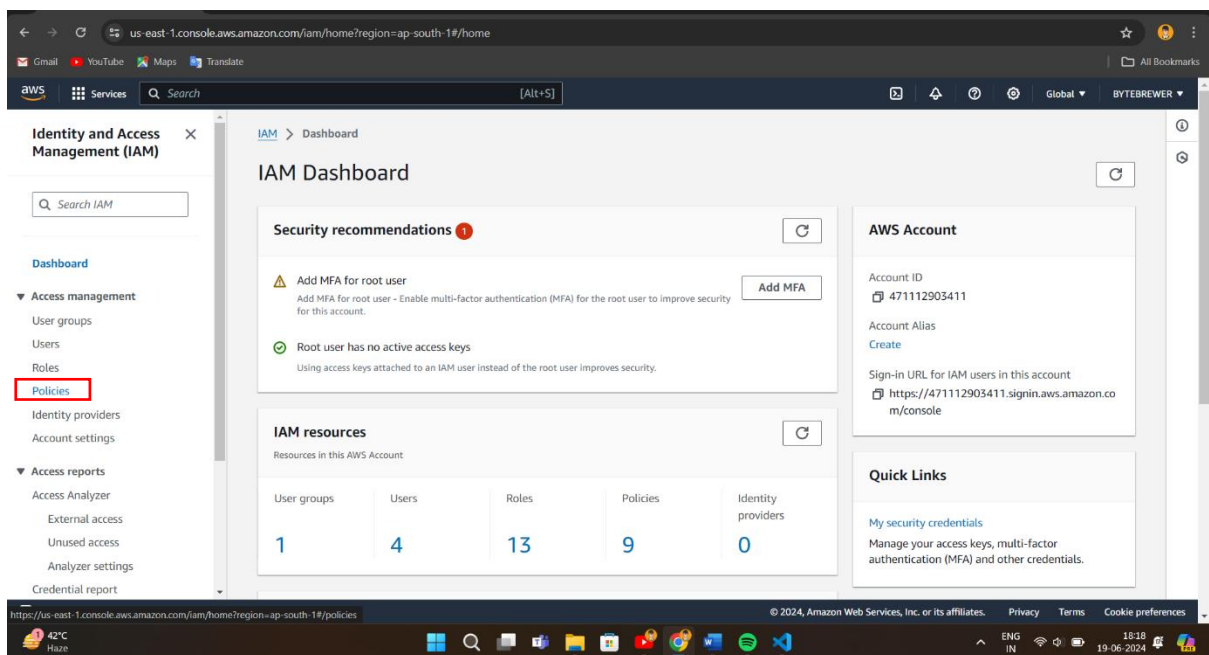 us-east-1.console.aws.amazon.com/iam/home?region=ap-south-1#/home
Gmail YouTube Maps Translate All Bookmarks
aws Services Search [Alt+S] Global BYTEBREWER
Identity and Access Management (IAM)
Search IAM
Dashboard
Access management
User groups
Users
Roles
Policies
Identity providers
Account settings
Access reports
Access Analyzer
External access
Unused access
Analyzer settings
Credential report
IAM > Dashboard
IAM Dashboard
Security recommendations 1
Add MFA for root user
Add MFA for root user - Enable multi-factor authentication (MFA) for the root user to improve security
for this account.
Add MFA
Root user has no active access keys
Using access keys attached to an IAM user instead of the root user improves security.
IAM resources
Resources in this AWS Account
User groups Users Roles Policies Identity providers
1 4 13 9 0
AWS Account
Account ID
471112903411
Account Alias
Create
Sign-in URL for IAM users in this account
https://471112903411.signin.aws.amazon.co
m/console
Quick Links
My security credentials
Manage your access keys, multi-factor
authentication (MFA) and other credentials.
https://us-east-1.console.aws.amazon.com/iam/home?region=ap-south-1#/policies
© 2024, Amazon Web Services, Inc. or its affiliates. Privacy Terms Cookie preferences
1 42°C
Haze
ENG
IN
18:18
19-06-2024